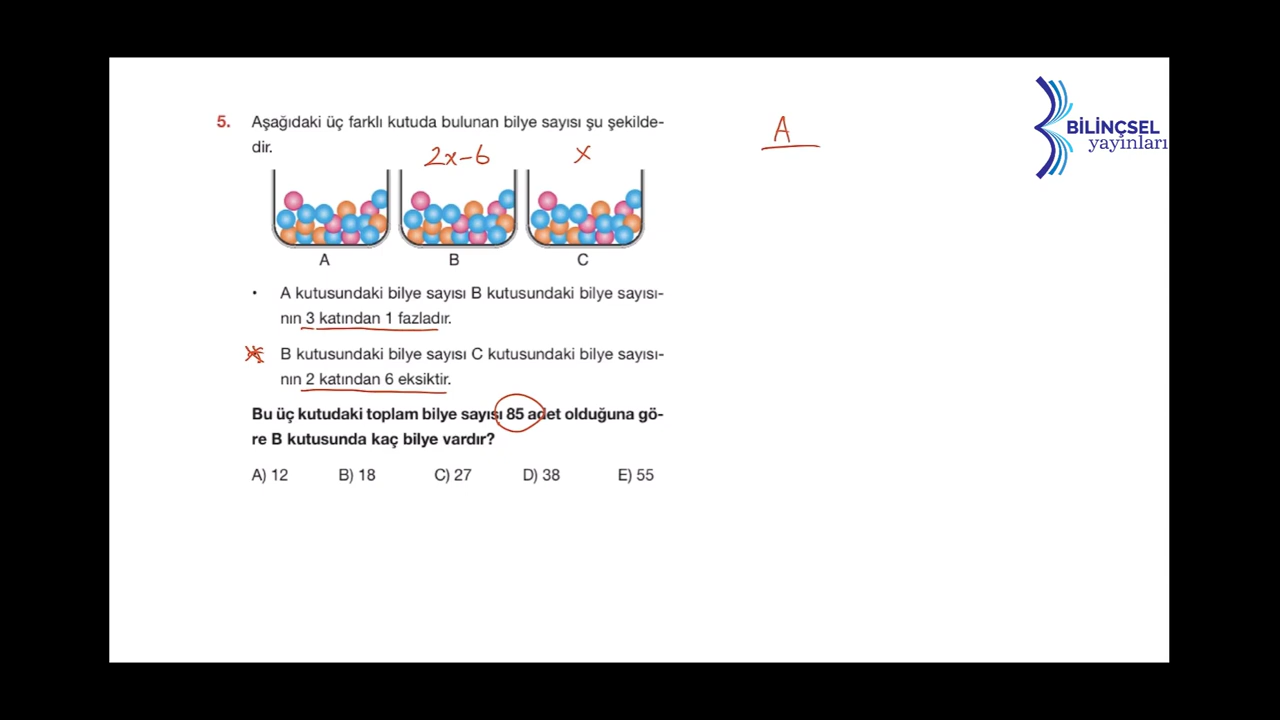 5. Aşağıdaki üç farklı kutuda bulunan bilye sayısı şu şekilde-
dir.
2x-6
x
A
B
C
• A kutusundaki bilye sayısı B kutusundaki bilye sayısı-
nın 3 katından 1 fazladır.
B kutusundaki bilye sayısı C kutusundaki bilye sayısı-
nın 2 katından 6 eksiktir.
Bu üç kutudaki toplam bilye sayısı 85 adet olduğuna gö-
re B kutusunda kaç bilye vardır?
A) 12 B) 18 C) 27 D) 38 E) 55
A
BİLİNÇSEL
yayınları